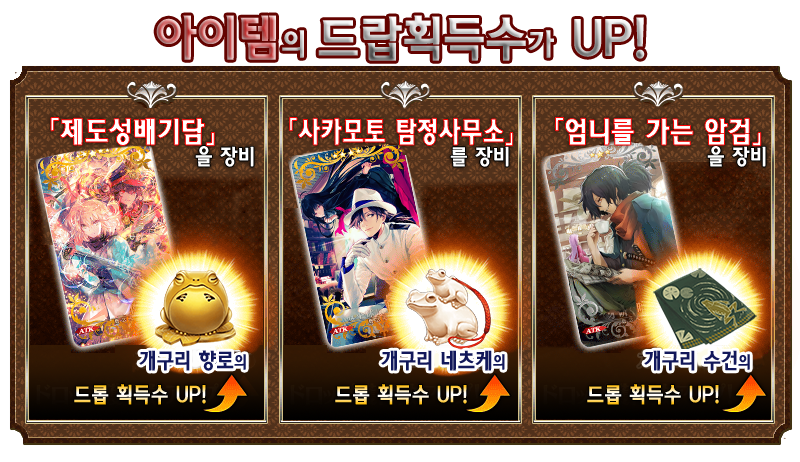 아이템의 드랍획득수가 UP!
「제도성배기담」
을 장비
ATK
개구리 향로의
드롭 획득수 UP!
「사카모토 탐정사무소」
를 장비
ATK
개구리 네츠케의
드롭 획득수 UP!
「엄니를 가는 암검」
을 장비
ATK
개구리 수건의
드롭 획득수 UP!